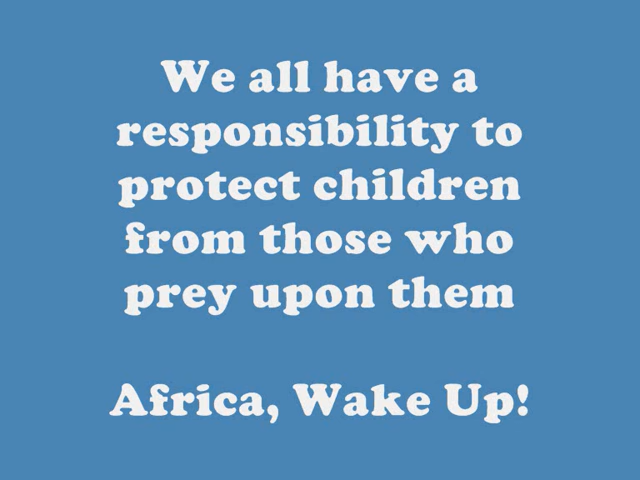 We all have a
responsibility to
protect children
from those who
prey upon them
Africa, Wake Up!